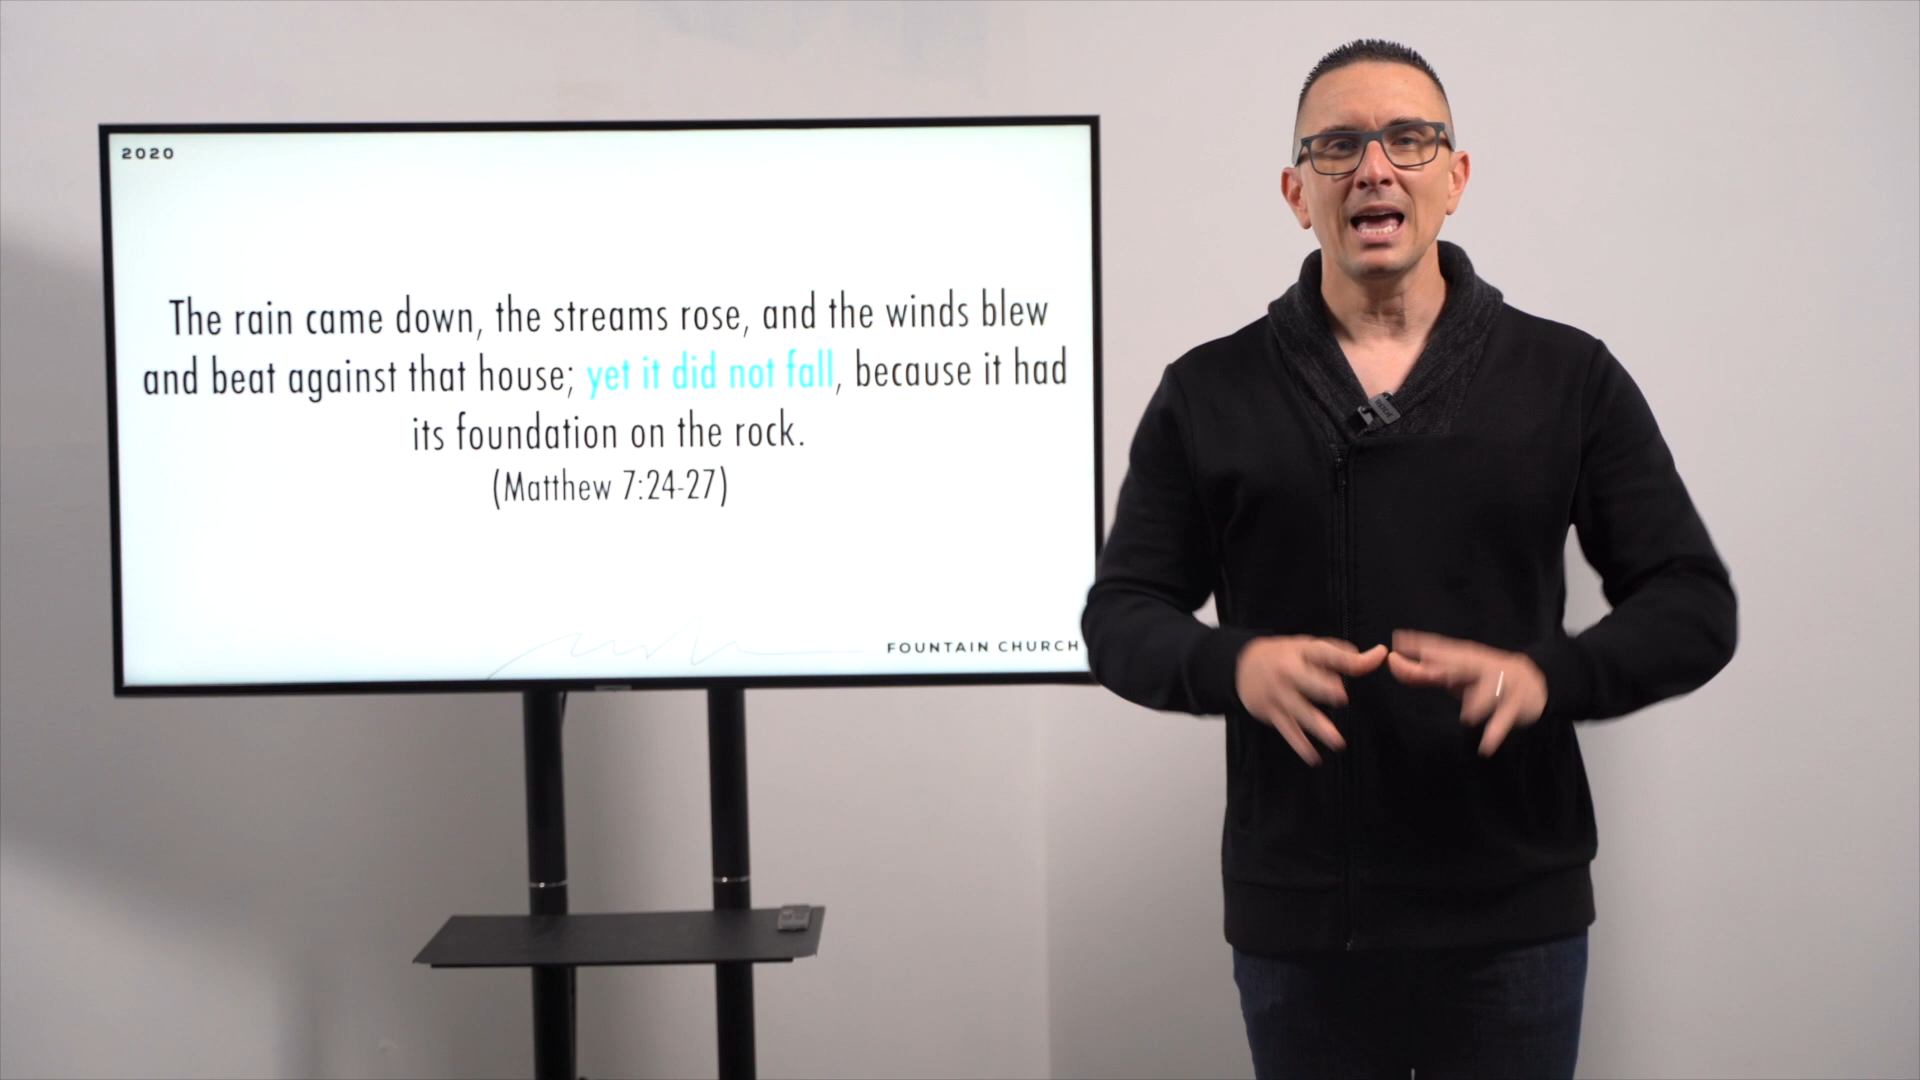 2020
The rain came down, the streams rose, and the winds blew
and beat against that house; yet it did not fall, because it had
its foundation on the rock.
(Matthew 7:24-27)
FOUNTAIN CHURCH
RODE